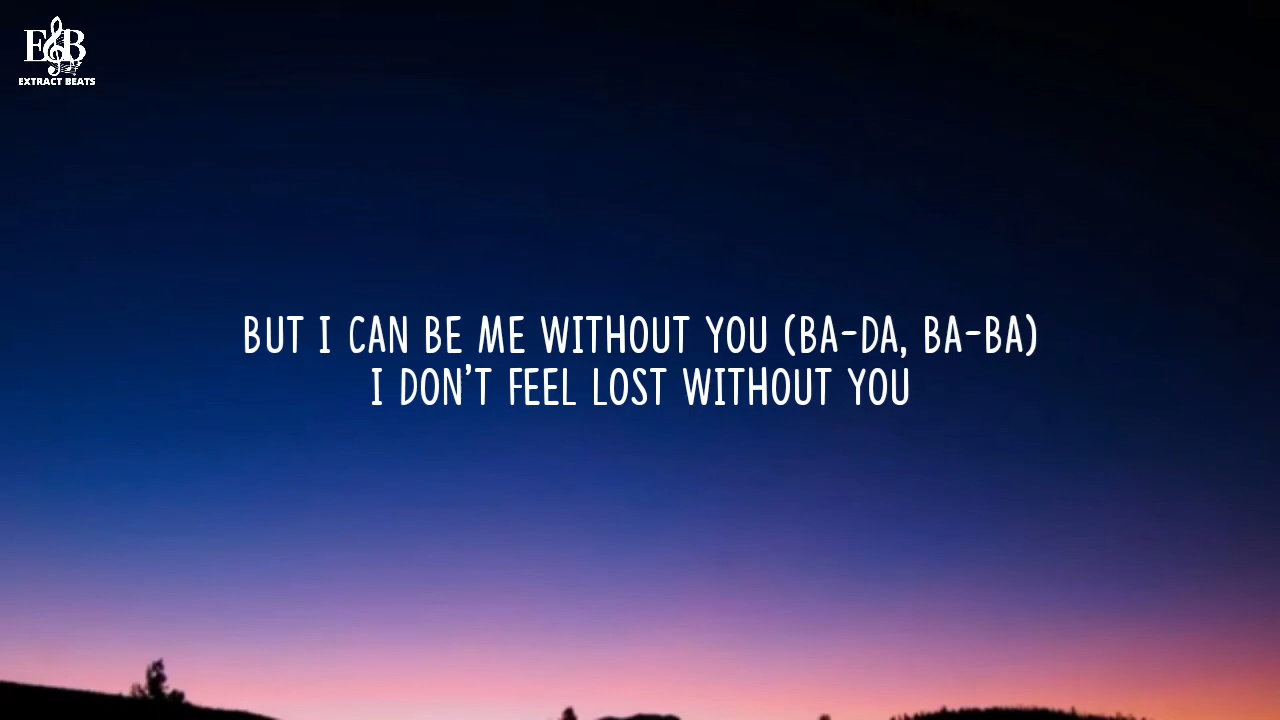 E&B
EXTRACT BEATS
BUT I CAN BE ME WITHOUT YOU (BA-DA, BA-BA)
I DON'T FEEL LOST WITHOUT YOU